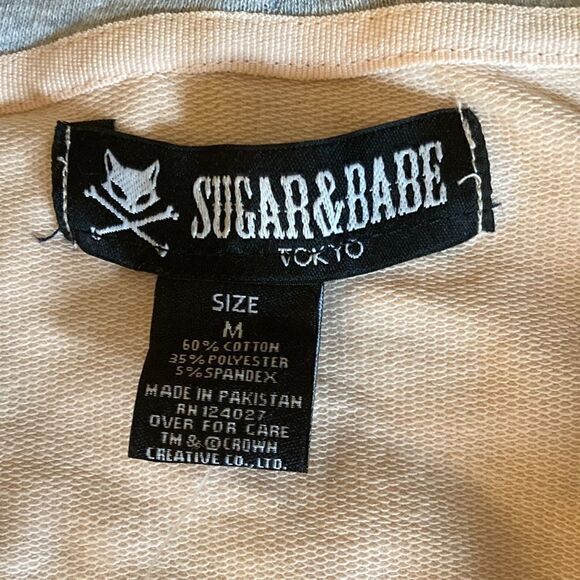 SUGAR&BABE
TOKYO
SIZE
M
60% COTTON
35% POLYESTER
5% SPANDEX
MADE IN PAKISTAN
RN 124027
OVER FOR CARE
TM & © CROWN
CREATIVE CO., LTD.